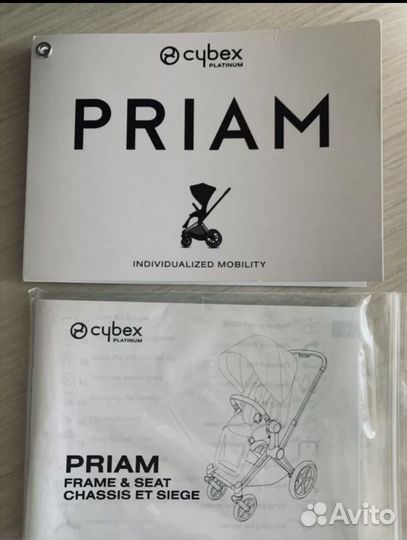 cybex
PLATINUM
PRIAM
INDIVIDUALIZED MOBILITY
cybex
PLATINUM
PRIAM
FRAME & SEAT
CHASSIS ET SIEGE
Avito